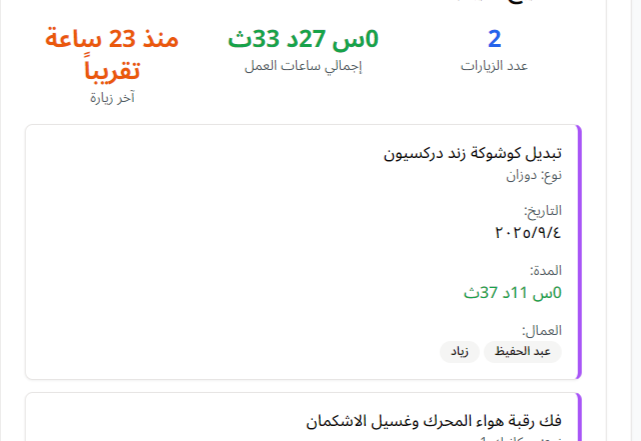 2
عدد الزيارات
0س 27د 33ث
إجمالي ساعات العمل
منذ 23 ساعة
تقريباً
آخر زيارة
تبديل كوشوكة زند دركسيون
نوع: دوزان
التاريخ:
٢٠٢٥/٩/٤
المدة:
0س 11د 37ث
العمال:
عبد الحفيظ زياد
فك رقبة هواء المحرك وغسيل الاشكمان